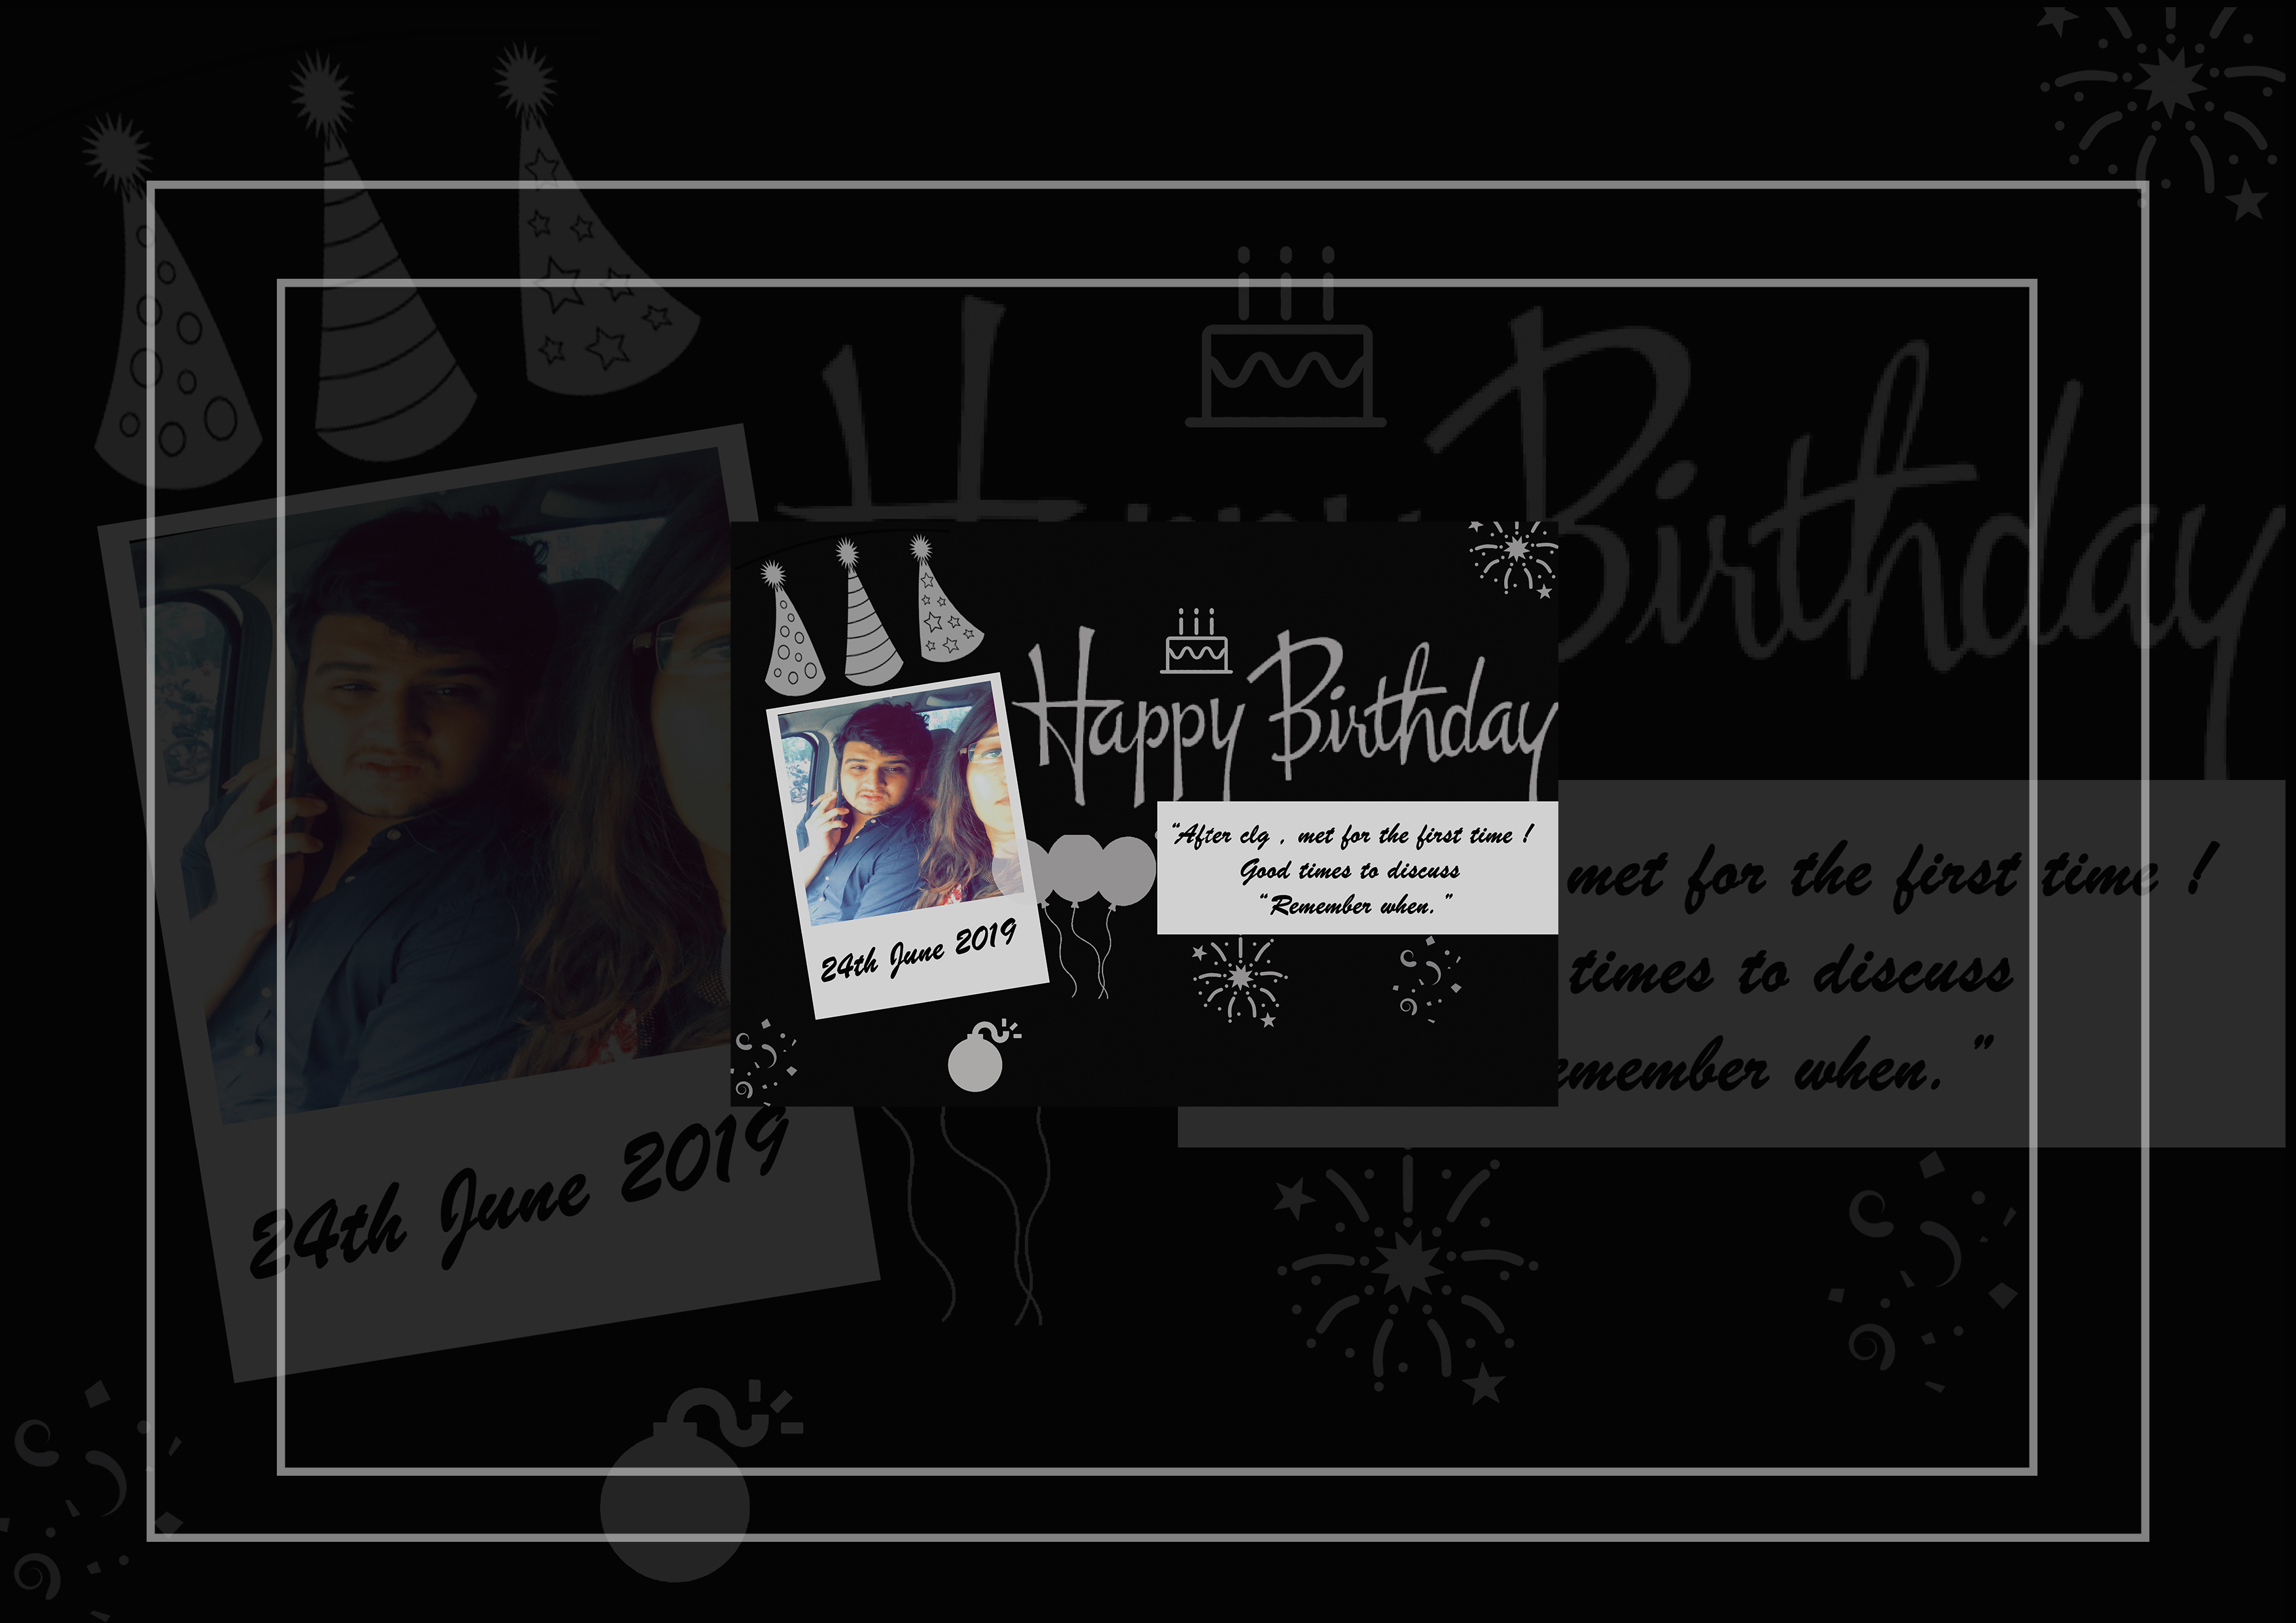 Happy Birthday
“After clg , met for the first time !
Good times to discuss
“Remember when.”
24th June 2019
Birthday
met for the first time !
times to discuss
emember when.”
24th June 2019